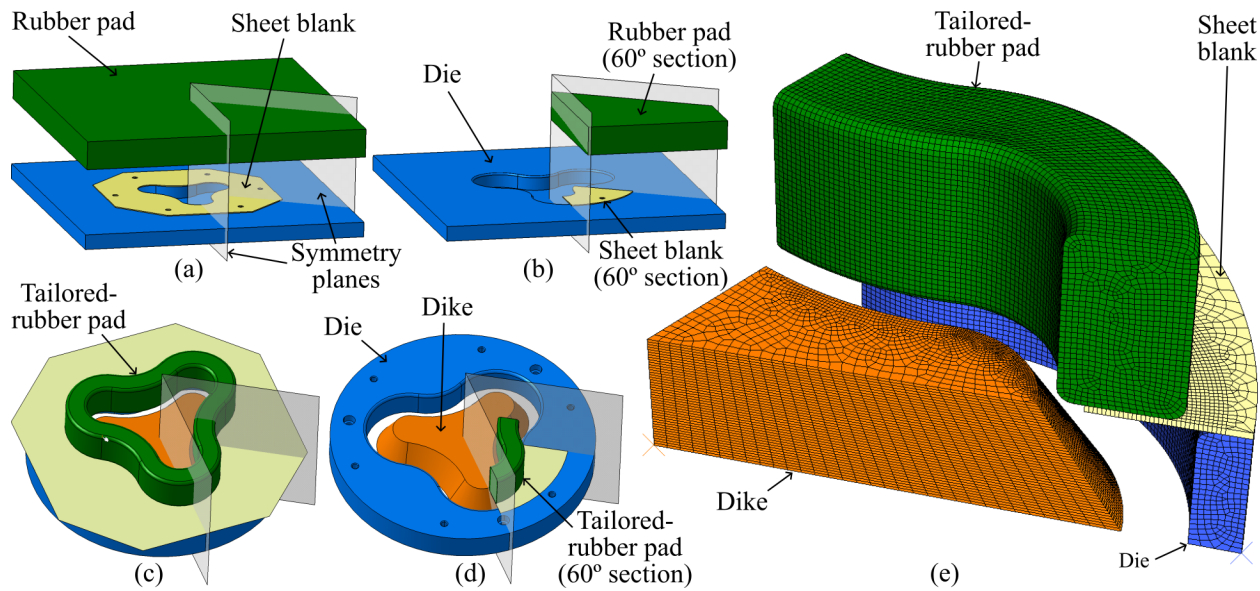 Rubber pad
Sheet blank
Symmetry
planes
(a)
Die
Rubber pad
(60º section)
Sheet blank
(60º section)
(b)
Tailored-
rubber pad
(c)
Die
Dike
Tailored-
rubber pad
(60º section)
(d)
Tailored-
rubber pad
Sheet
blank
Dike
Die
(e)